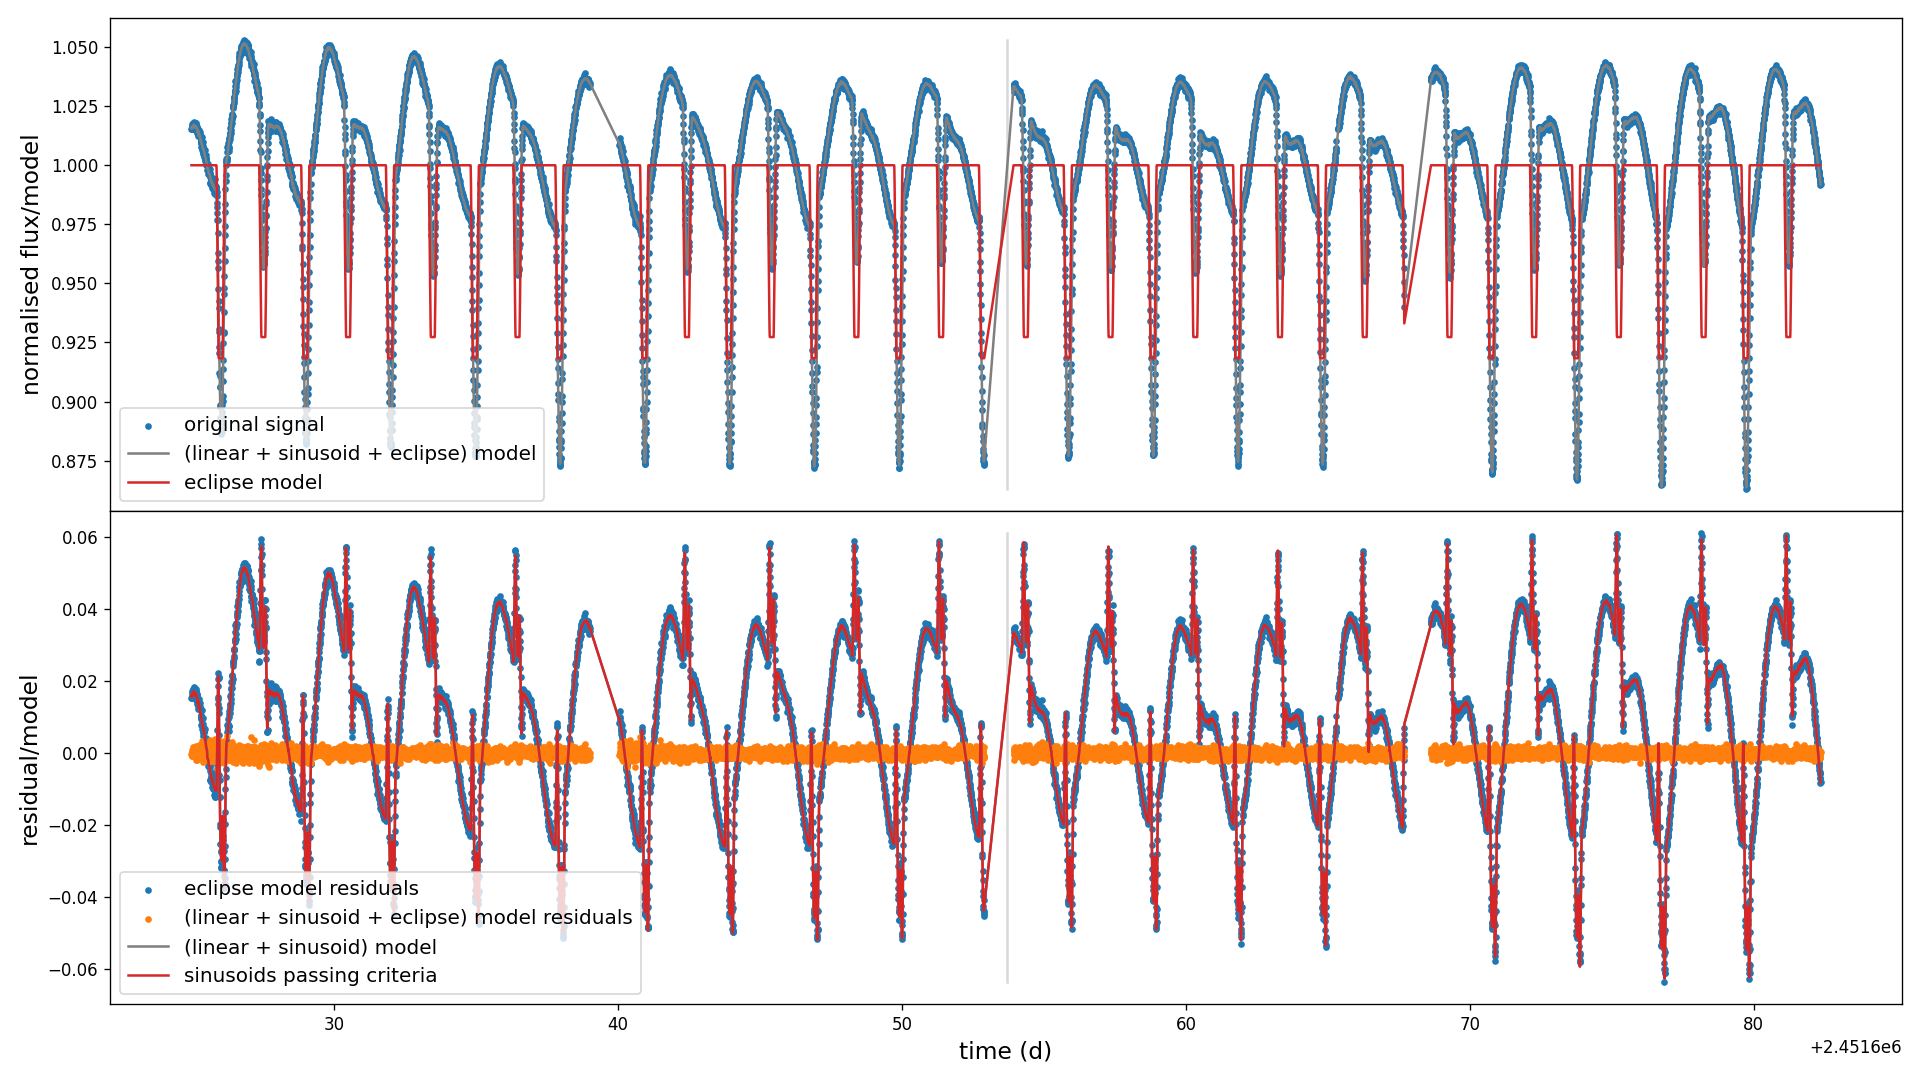 normalised flux/model
1.050
1.025
1.000
0.975
0.950
0.925
0.900
0.875
original signal
(linear + sinusoid + eclipse) model
eclipse model
residual/model
0.06
0.04
0.02
0.00
−0.02
−0.04
−0.06
eclipse model residuals
(linear + sinusoid + eclipse) model residuals
(linear + sinusoid) model
sinusoids passing criteria
30 40 50 60 70 80
time (d)
+2.4516e6